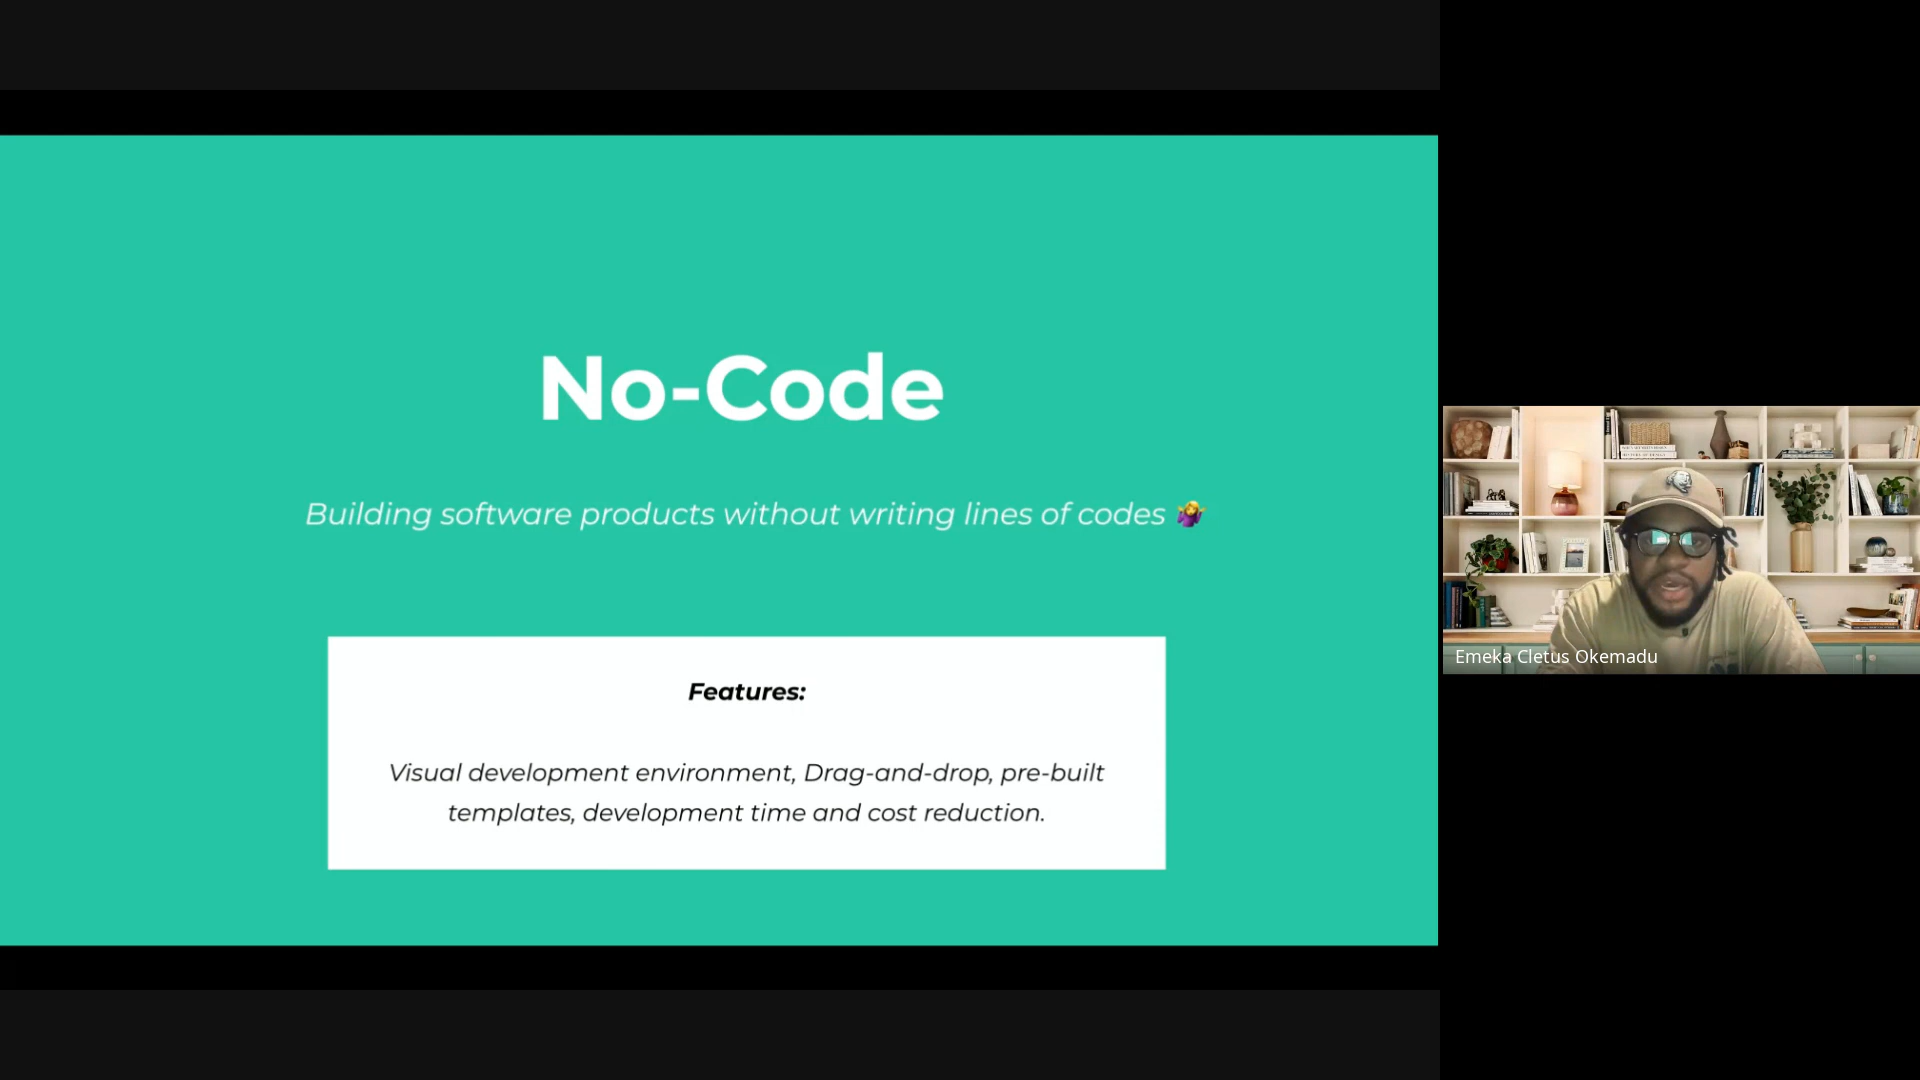 No-Code
Building software products without writing lines of codes 🤷‍♀️
Features:
Visual development environment, Drag-and-drop, pre-built
templates, development time and cost reduction.
Emeka Cletus Okemadu